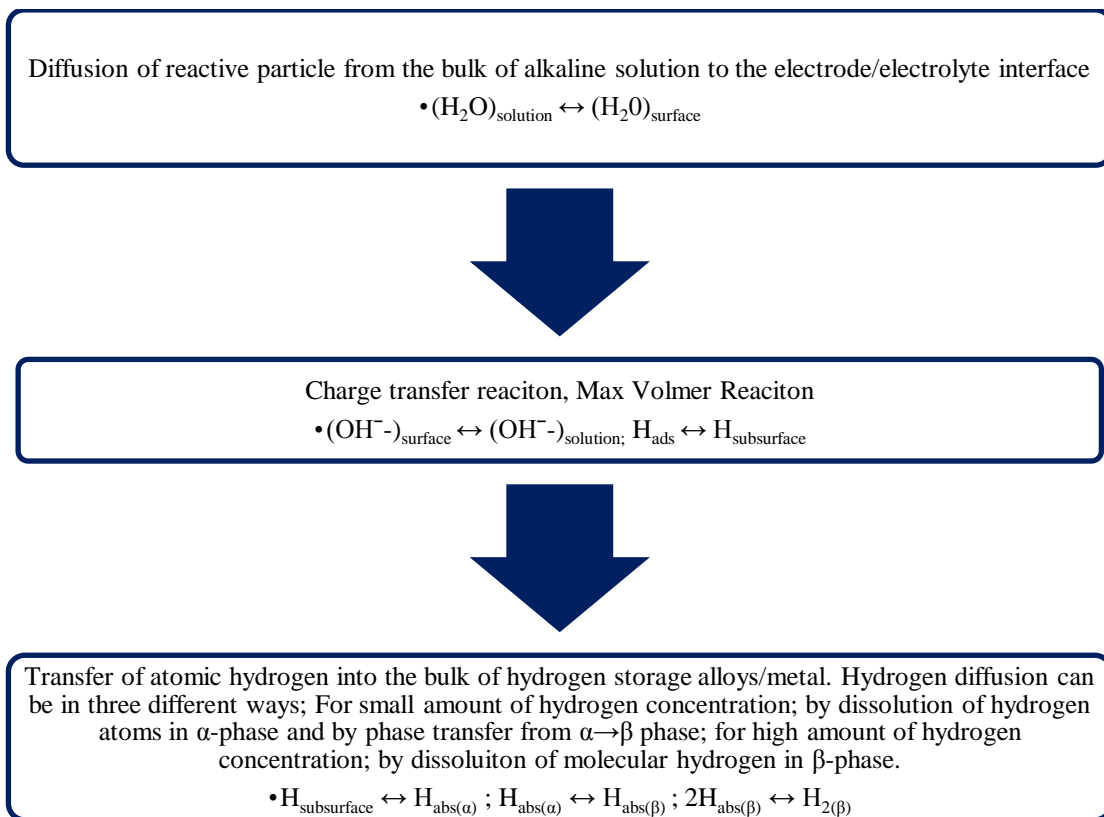 Diffusion of reactive particle from the bulk of alkaline solution to the electrode/electrolyte interface
•(H₂O)solution ↔ (H₂0)surface
Charge transfer reaciton, Max Volmer Reaciton
•(OH⁻-)surface ↔ (OH⁻-)solution; Hads ↔ Hsubsurface
Transfer of atomic hydrogen into the bulk of hydrogen storage alloys/metal. Hydrogen diffusion can
be in three different ways; For small amount of hydrogen concentration; by dissolution of hydrogen
atoms in α-phase and by phase transfer from α→β phase; for high amount of hydrogen
concentration; by dissoluiton of molecular hydrogen in β-phase.
•Hsubsurface ↔ Habs(α) ; Habs(α) ↔ Habs(β) ; 2Habs(β) ↔ H2(β)